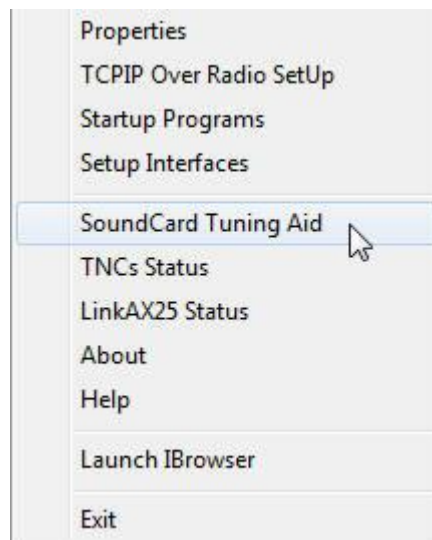 Properties
TCPIP Over Radio SetUp
Startup Programs
Setup Interfaces
SoundCard Tuning Aid
TNCs Status
LinkAX25 Status
About
Help
Launch IBrowser
Exit